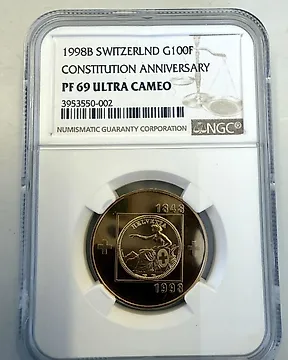 1998B SWITZERLND G100F
CONSTITUTION ANNIVERSARY
PF 69 ULTRA CAMEO
3953550-002
NUMISMATIC GUARANTY CORPORATION
NGC
1848
HELVETIA
1998